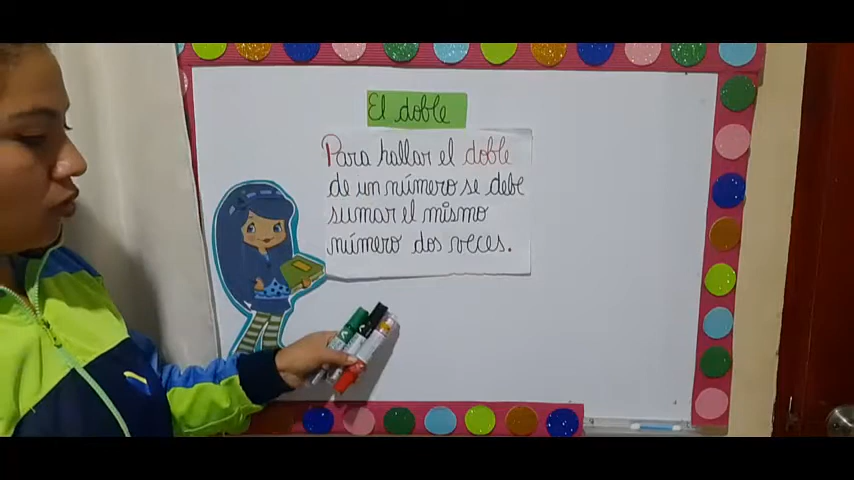 El doble
Para hallar el doble
de un número se debe
sumar el mismo
número dos veces.